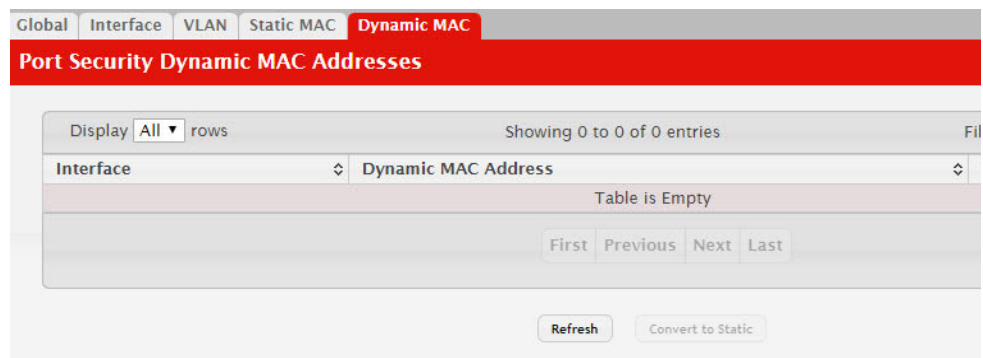 Global Interface VLAN Static MAC Dynamic MAC
Port Security Dynamic MAC Addresses
Display All rows Showing 0 to 0 of 0 entries
Interface Dynamic MAC Address
Table is Empty
First Previous Next Last
Refresh Convert to Static